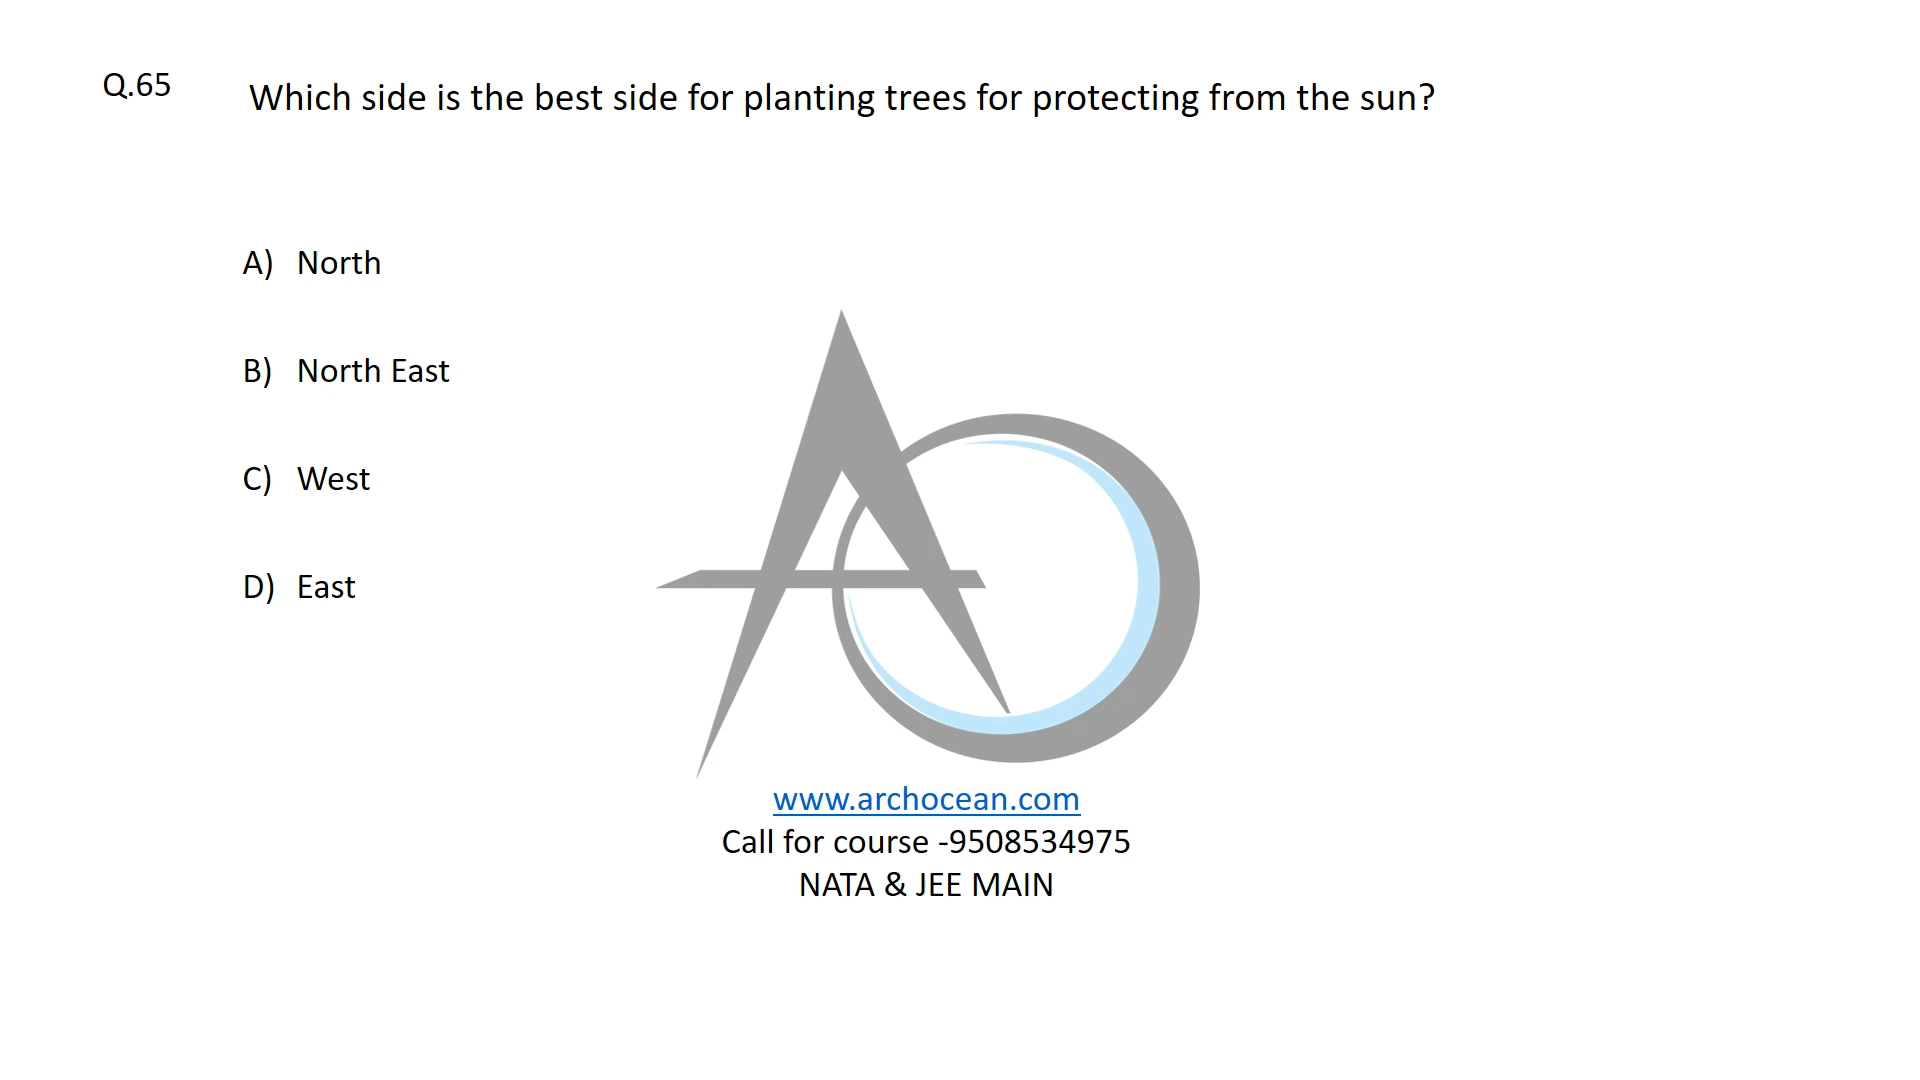 Q.65 Which side is the best side for planting trees for protecting from the sun?
A) North
B) North East
C) West
D) East
www.archocean.com
Call for course -9508534975
NATA & JEE MAIN